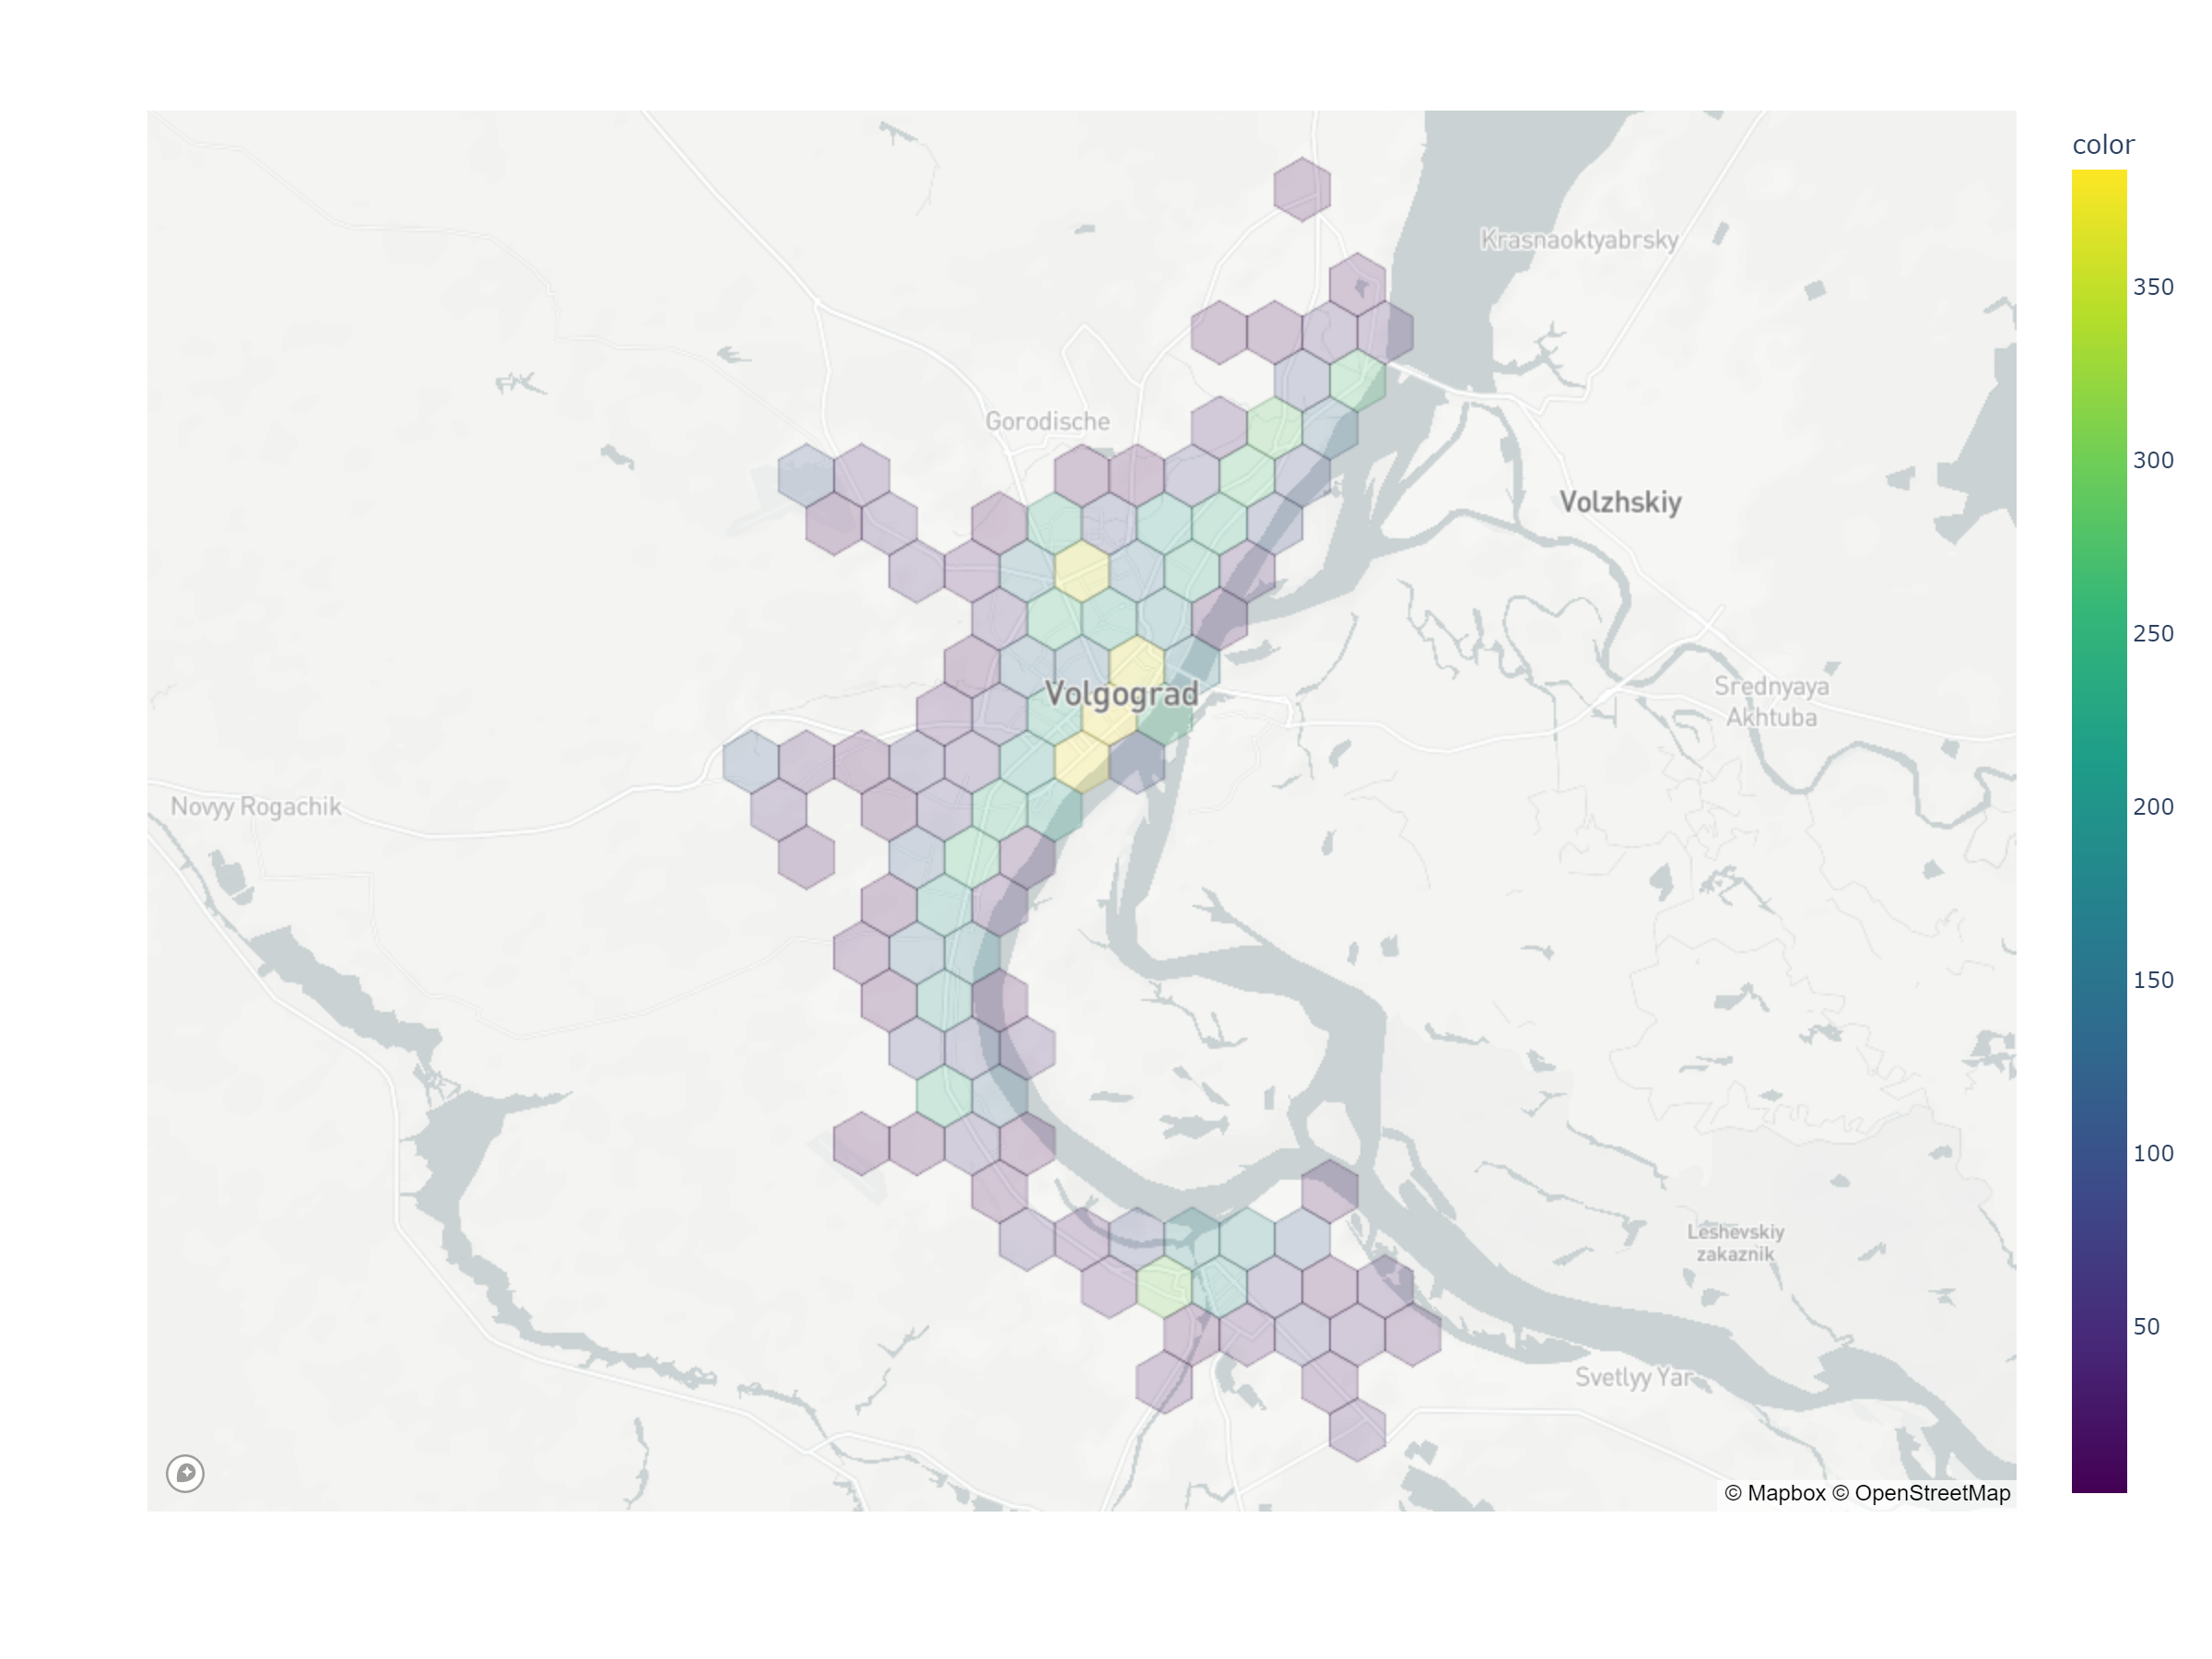 color
Krasnaoktyabrsky
350
Gorodische
300
Volzhskiy
250
Volgograd
Srednyaya
Akhtuba
Novyy Rogachik
200
150
100
Leshevskiy
zakaznik
50
Svetlyy Yar
© Mapbox © OpenStreetMap